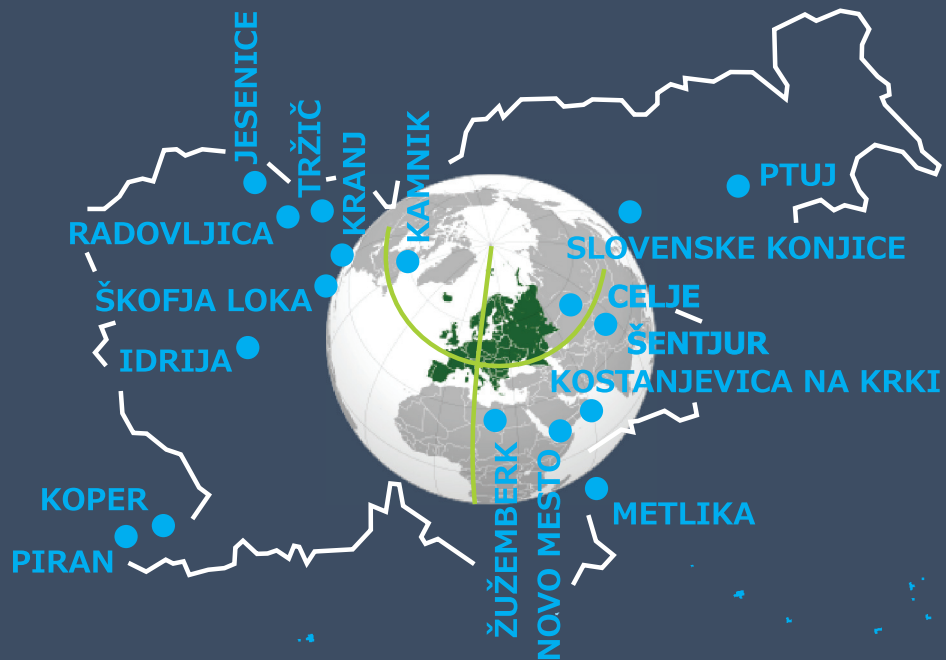 JESENICE
TRŽIČ
KRANJ
KAMNIK
PTUJ
RADOVLJICA
SLOVENSKE KONJICE
ŠKOFJA LOKA
CELJE
IDRIJA
ŠENTJUR
KOSTANJEVICA NA KRKI
KOPER
PIRAN
ŽUŽEMBERK
NOVO MESTO
METLIKA